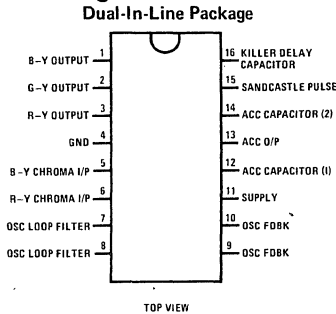 Dual-In-Line Package
B-Y OUTPUT 1
G-Y OUTPUT 2
R-Y OUTPUT 3
GND 4
B-Y CHROMA I/P 5
R-Y CHROMA I/P 6
OSC LOOP FILTER 7
OSC LOOP FILTER 8
16 KILLER DELAY
CAPACITOR
15 SANDCASTLE PULSE
14 ACC CAPACITOR (2)
13 ACC O/P
12 ACC CAPACITOR (1)
11 SUPPLY
10 OSC FDBK
9 OSC FDBK
TOP VIEW